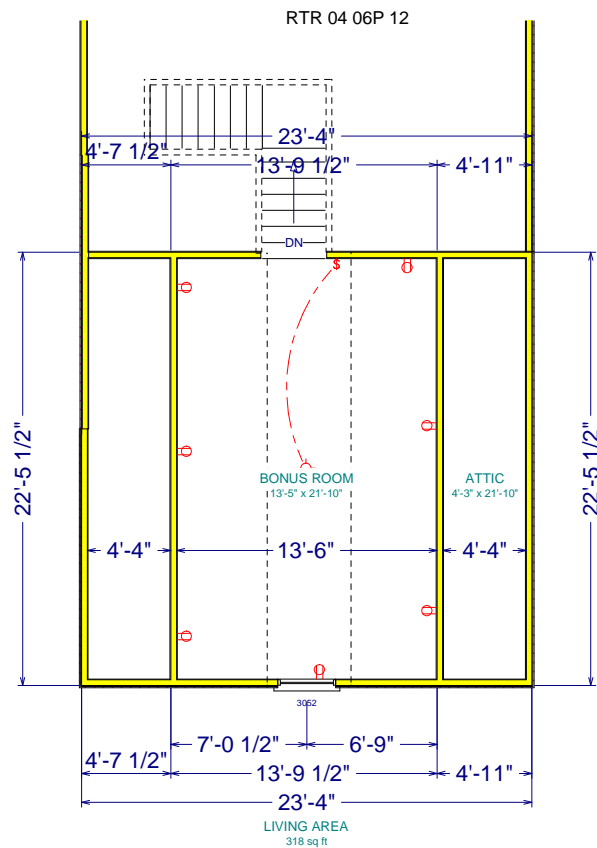 RTR 04 06P 12
23'-4"
4'-7 1/2"
13'-9 1/2"
4'-11"
DN
$
22'-5 1/2"
22'-5 1/2"
BONUS ROOM
13'-5" x 21'-10"
ATTIC
4'-3" x 21'-10"
4'-4"
13'-6"
4'-4"
3052
7'-0 1/2"
6'-9"
4'-7 1/2"
13'-9 1/2"
4'-11"
23'-4"
LIVING AREA
318 sq ft